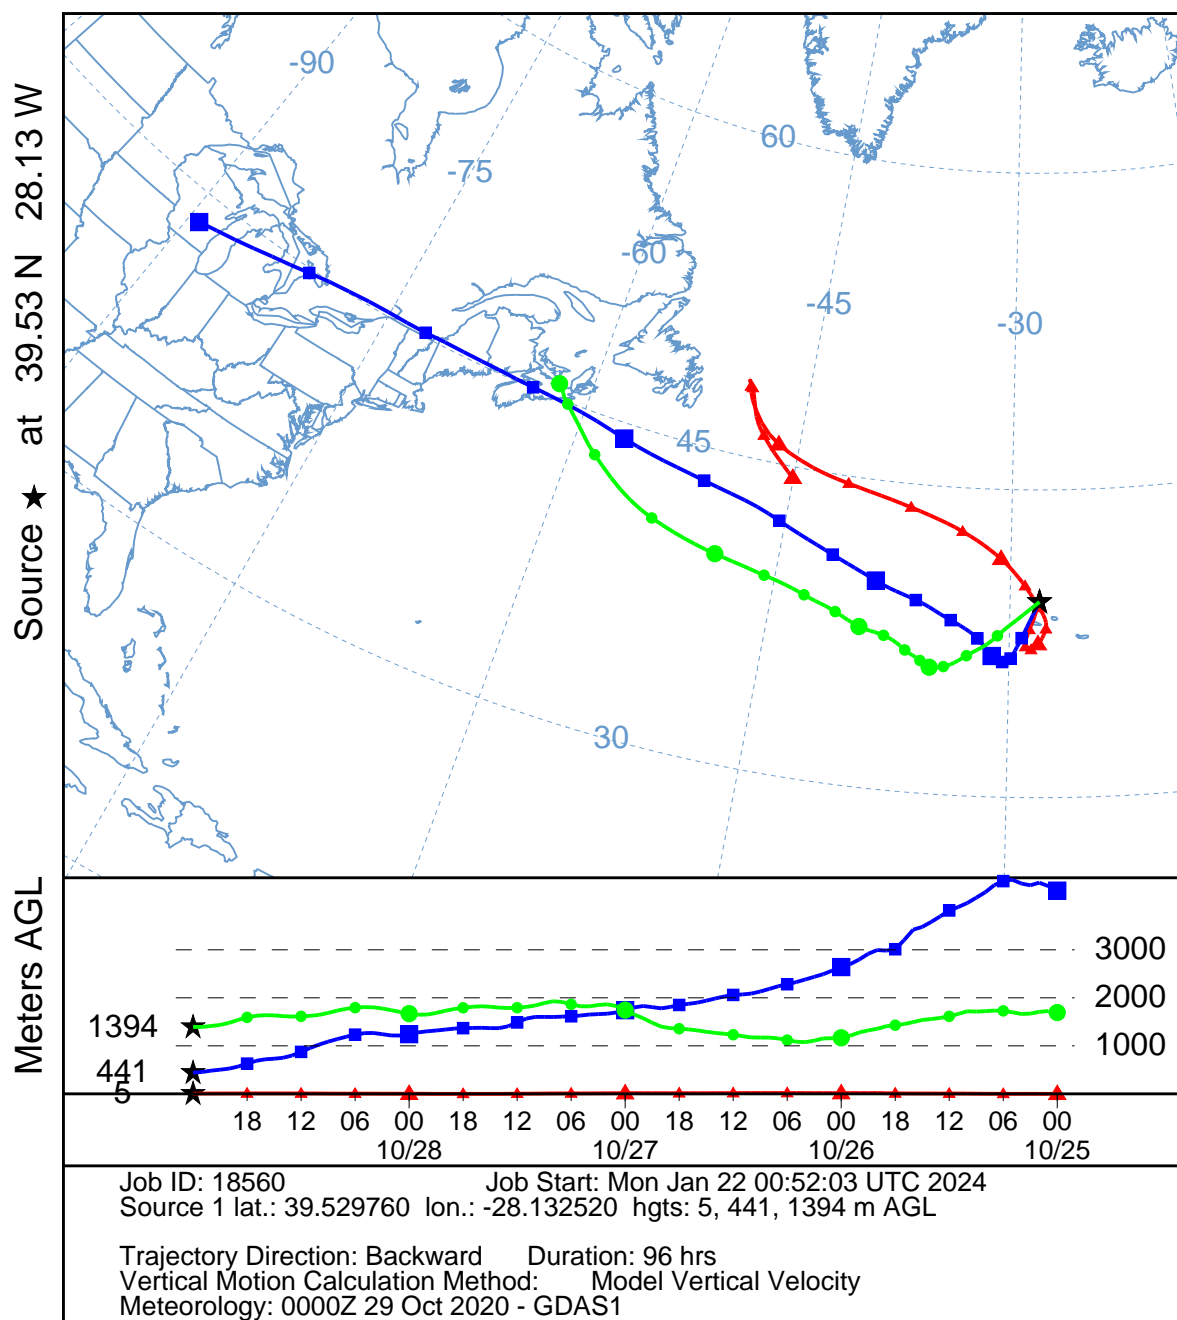 Source ★ at 39.53 N 28.13 W
-90
-75
60
-60
-45
-30
45
30
Meters AGL
3000
2000
1394
1000
441
5
18 12 06 00 18 12 06 00 18 12 06 00 18 12 06 00
10/28 10/27 10/26 10/25
Job ID: 18560 Job Start: Mon Jan 22 00:52:03 UTC 2024
Source 1 lat.: 39.529760 lon.: -28.132520 hgts: 5, 441, 1394 m AGL
Trajectory Direction: Backward Duration: 96 hrs
Vertical Motion Calculation Method: Model Vertical Velocity
Meteorology: 0000Z 29 Oct 2020 - GDAS1